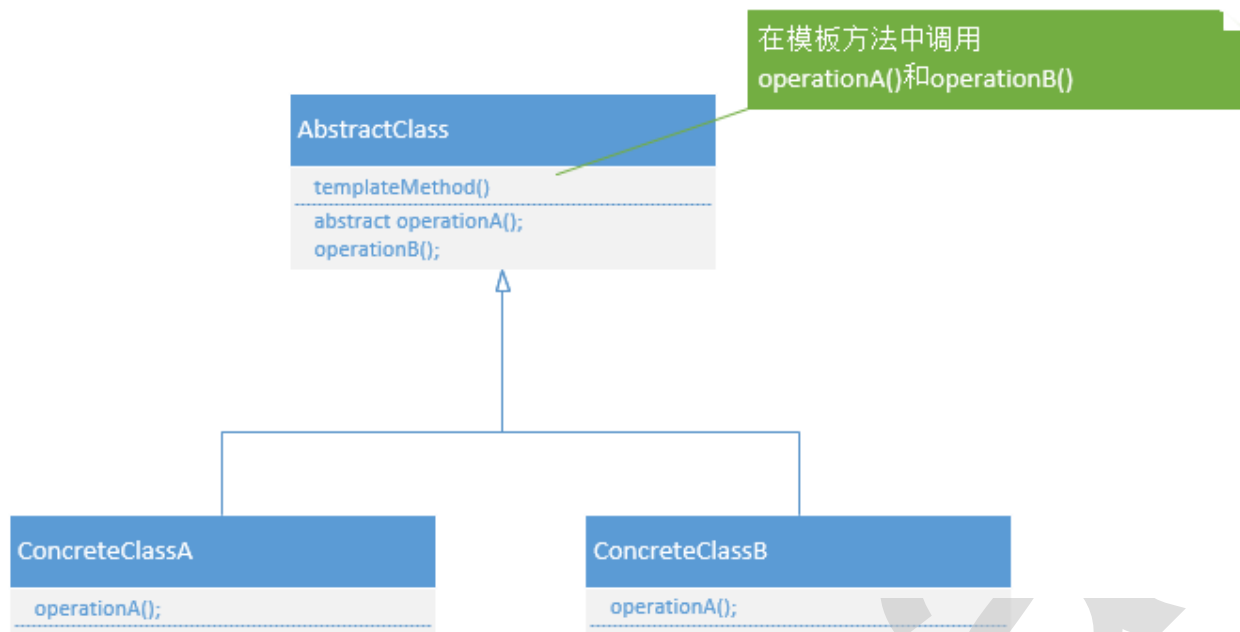 在模板方法中调用
operationA()和operationB()
AbstractClass
templateMethod()
abstract operationA();
operationB();
ConcreteClassA
operationA();
ConcreteClassB
operationA();